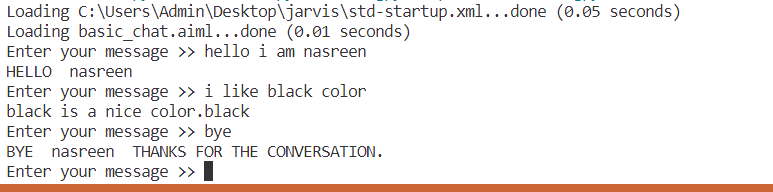 Loading C:\Users\Admin\Desktop\jarvis\std-startup.xml...done (0.05 seconds)
Loading basic_chat.aiml...done (0.01 seconds)
Enter your message >> hello i am nasreen
HELLO  nasreen
Enter your message >> i like black color
black is a nice color.black
Enter your message >> bye
BYE  nasreen  THANKS FOR THE CONVERSATION.
Enter your message >>